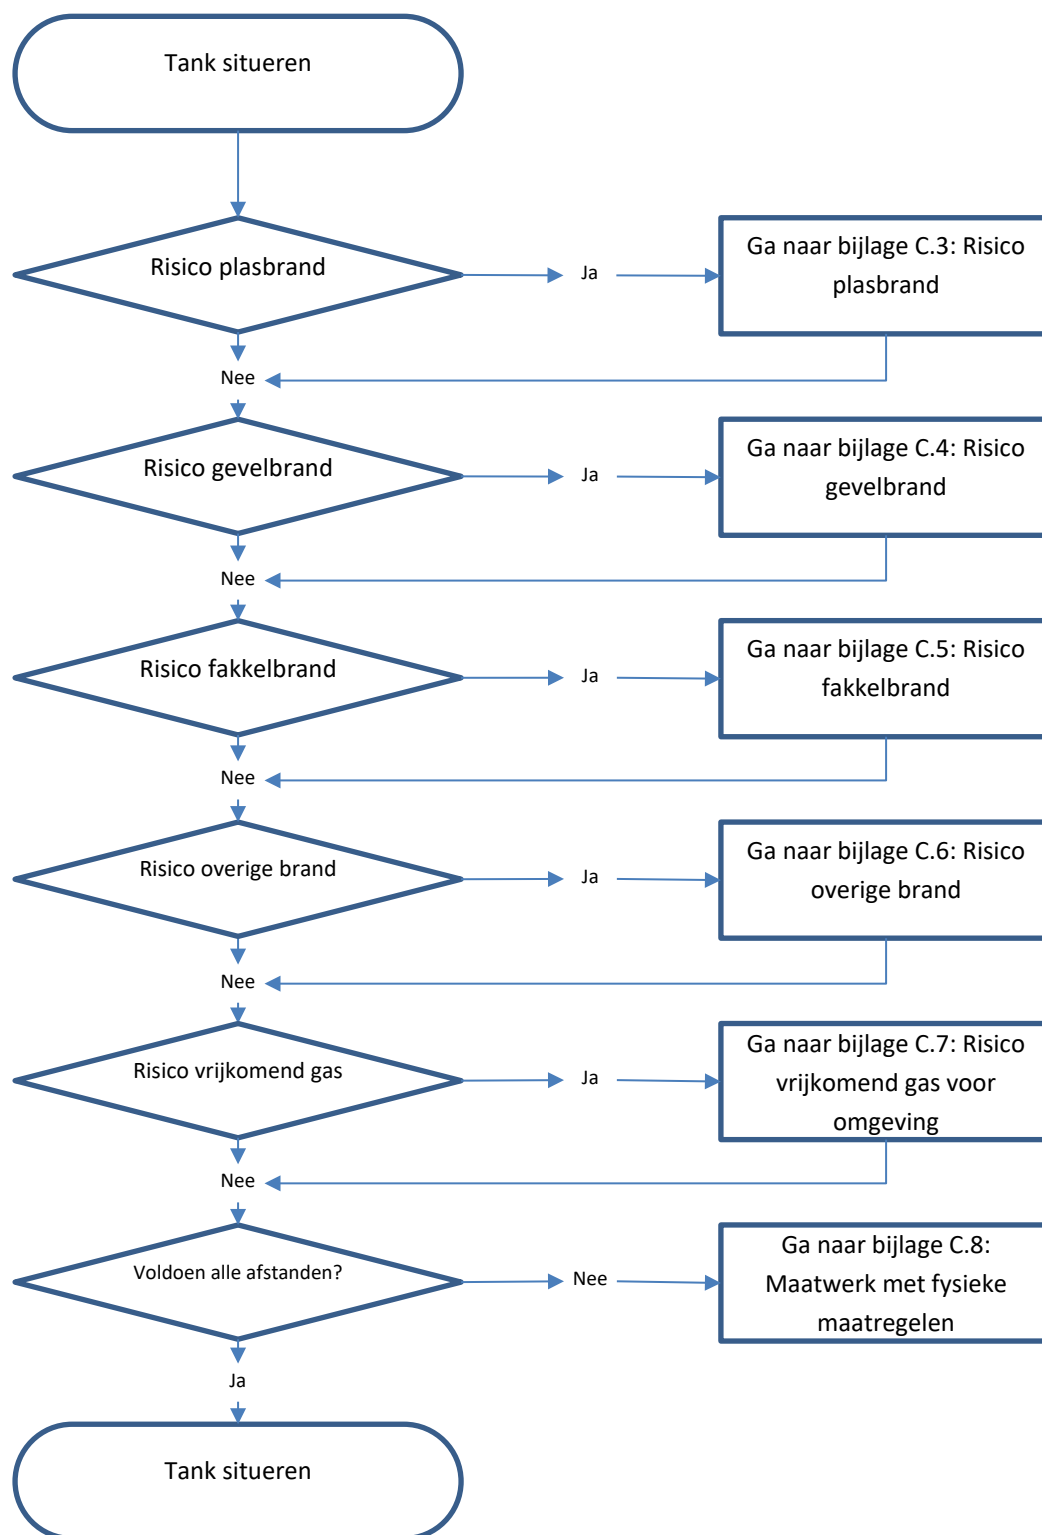 Tank situeren
Risico plasbrand
Ja
Ga naar bijlage C.3: Risico
plasbrand
Nee
Risico gevelbrand
Ja
Ga naar bijlage C.4: Risico
gevelbrand
Nee
Risico fakkelbrand
Ja
Ga naar bijlage C.5: Risico
fakkelbrand
Nee
Risico overige brand
Ja
Ga naar bijlage C.6: Risico
overige brand
Nee
Risico vrijkomend gas
Ja
Ga naar bijlage C.7: Risico
vrijkomend gas voor
omgeving
Nee
Voldoen alle afstanden?
Nee
Ga naar bijlage C.8:
Maatwerk met fysieke
maatregelen
Ja
Tank situeren